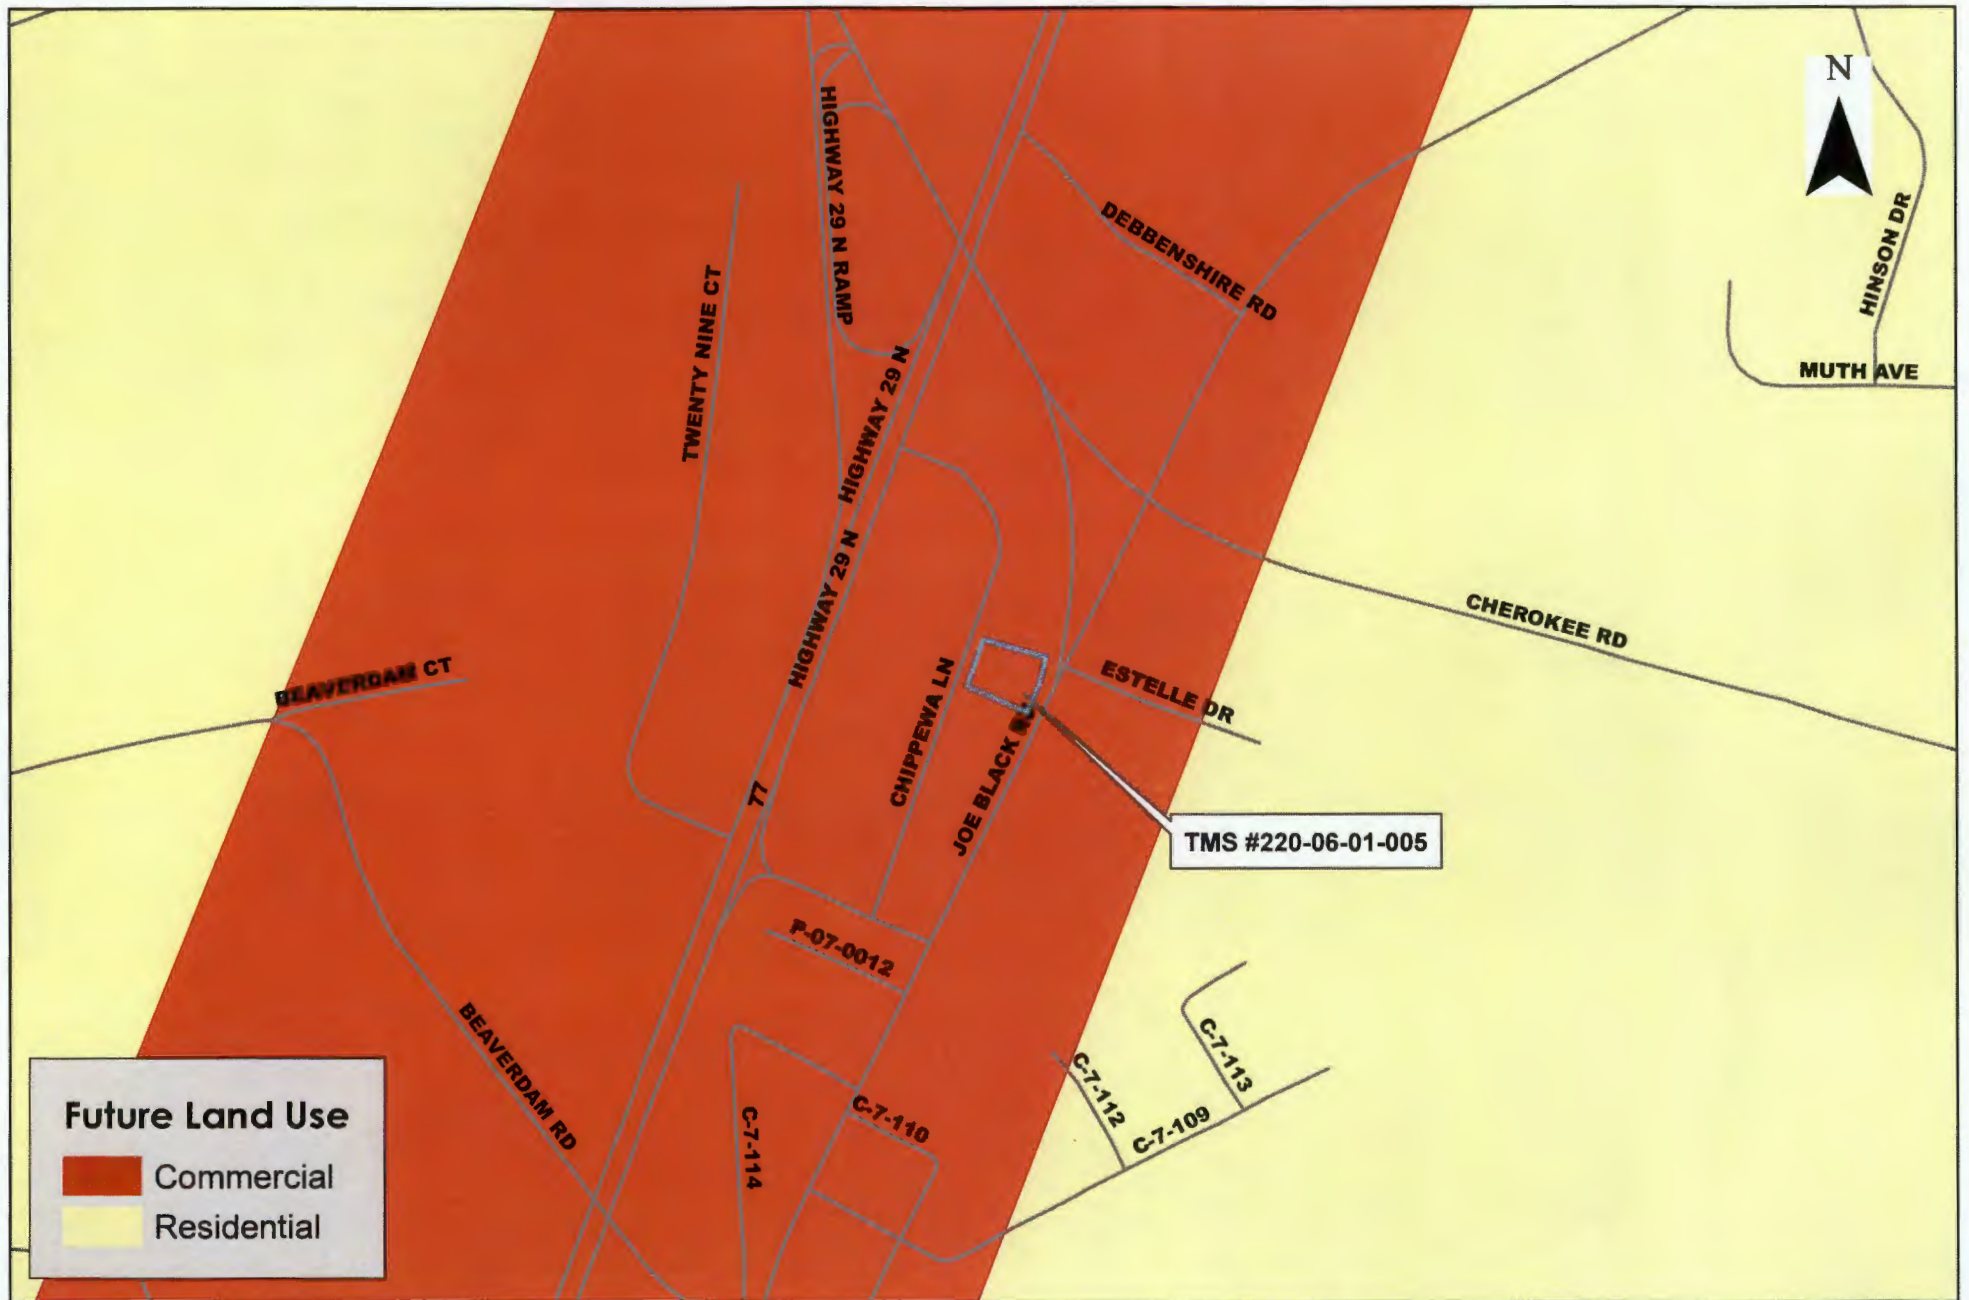 N
HIGHWAY 29 N RAMP
DEBBENSHIRE RD
HINSON DR
TWENTY NINE CT
HIGHWAY 29 N
MUTH AVE
HIGHWAY 29 N
CHEROKEE RD
BEAVERDAM CT
CHIPPEWA LN
ESTELLE DR
JOE BLACK RD
77
TMS #220-06-01-005
P-07-0012
BEAVERDAM RD
C-7-113
C-7-112
C-7-109
C-7-110
C-7-114
Future Land Use
Commercial
Residential